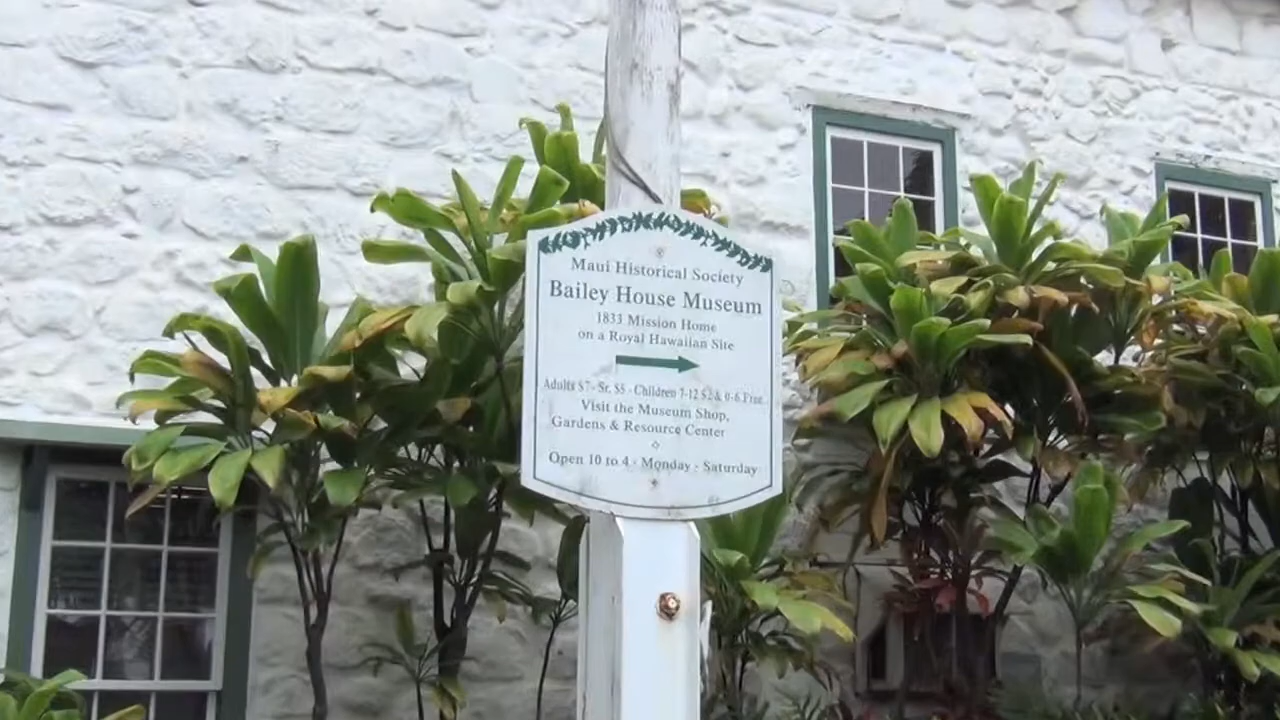 Maui Historical Society
Bailey House Museum
1833 Mission Home
on a Royal Hawaiian Site
Adults $7 - Sr. $5 - Children 7-12 $2 & 0-6 Free
Visit the Museum Shop,
Gardens & Resource Center
Open 10 to 4 · Monday - Saturday